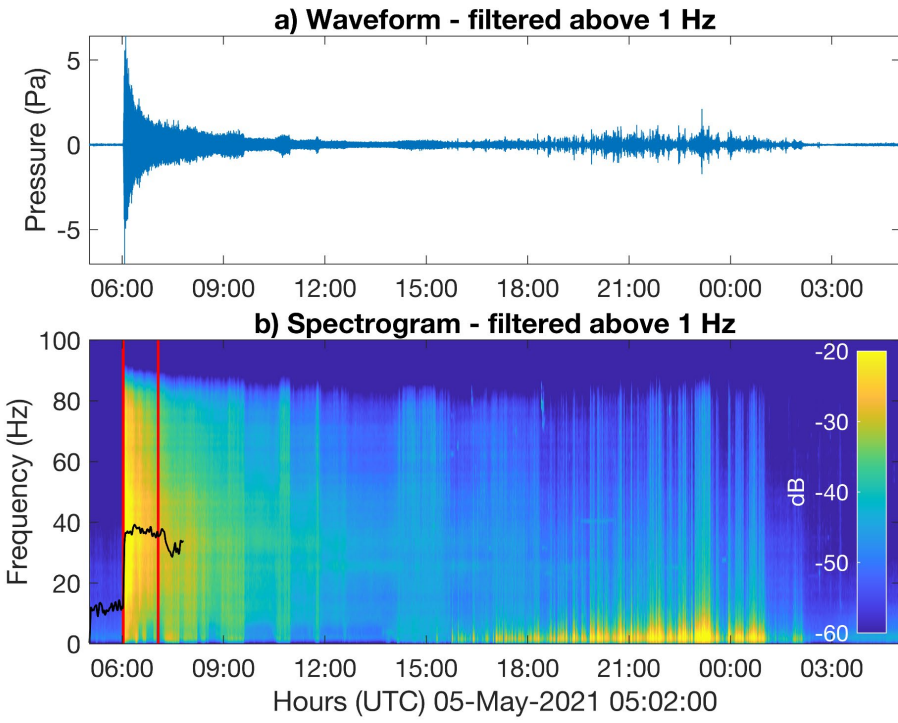 a) Waveform - filtered above 1 Hz
5
0
-5
Pressure (Pa)
06:00 09:00 12:00 15:00 18:00 21:00 00:00 03:00
b) Spectrogram - filtered above 1 Hz
100
80
60
40
20
0
Frequency (Hz)
-20
-30
-40
-50
-60
dB
06:00 09:00 12:00 15:00 18:00 21:00 00:00 03:00
Hours (UTC) 05-May-2021 05:02:00